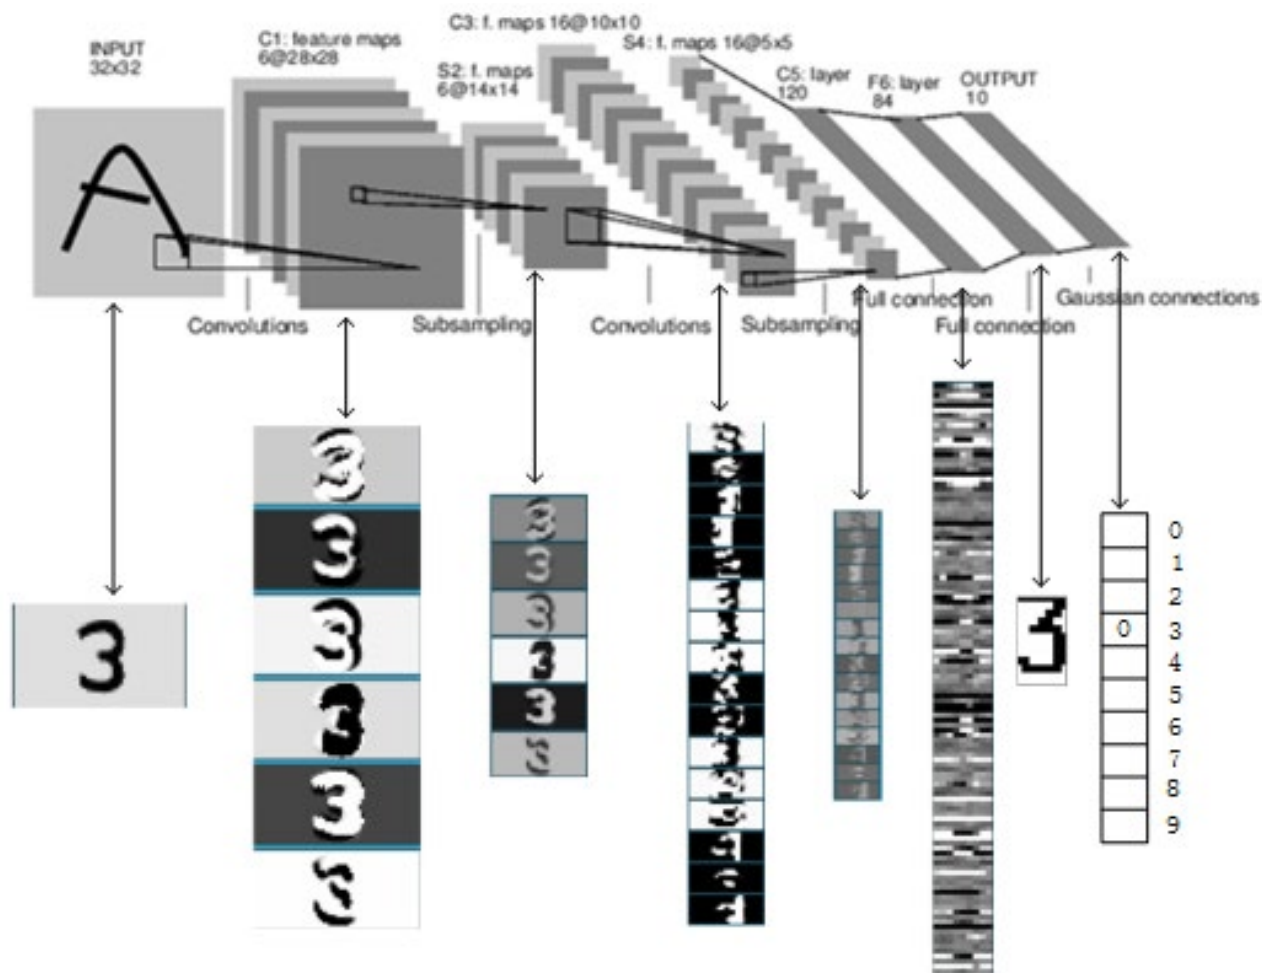 INPUT
32x32
C1: feature maps
6@28x28
S2: f. maps
6@14x14
C3: f. maps 16@10x10
S4: f. maps 16@5x5
C5: layer
120
F6: layer
84
OUTPUT
10
Convolutions
Subsampling
Convolutions
Subsampling
Full connection
Full connection
Gaussian connections
A
3
3
0
1
2
0 3
4
5
6
7
8
9